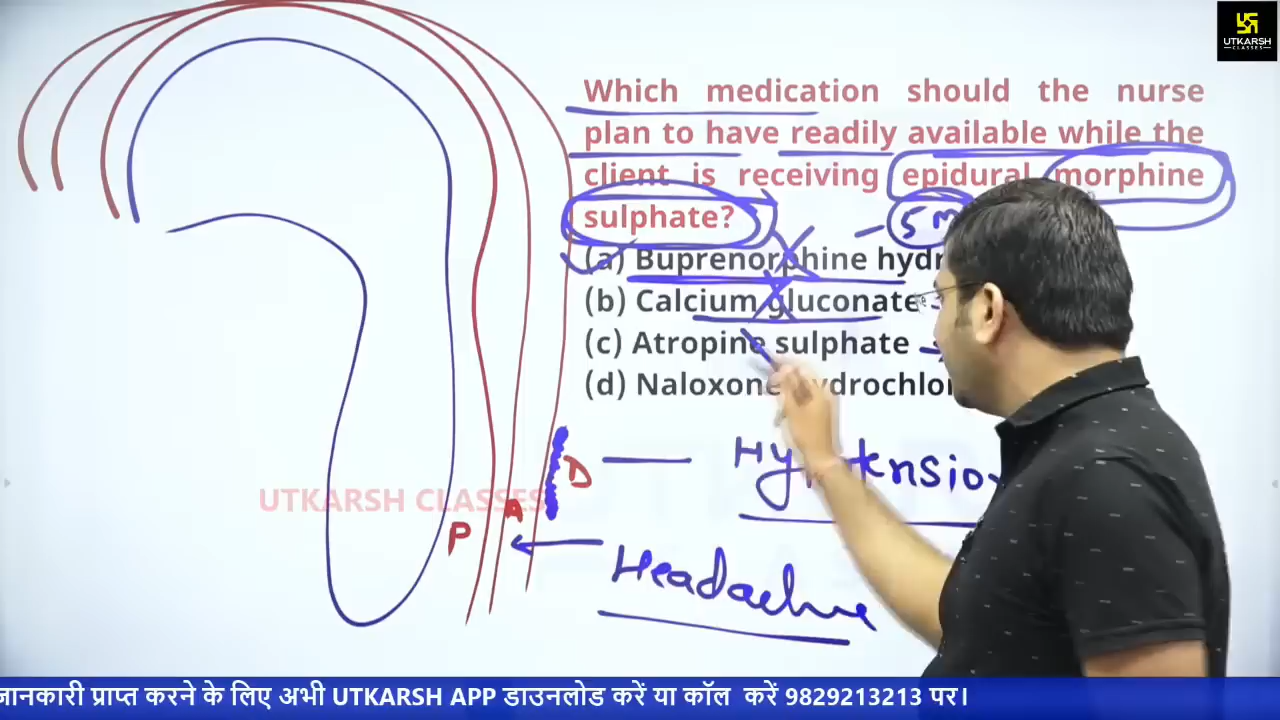 UTKARSH
CLASSES
Which medication should the nurse
plan to have readily available while the
client is receiving epidural morphine
sulphate?
5
(a) Buprenorphine
(b) Calcium gluconate
(c) Atropine sulphate
(d) Naloxone
D
UTKARSH CLASSES
A
P
Headache
जानकारी प्राप्त करने के लिए अभी UTKARSH APP डाउनलोड करें या कॉल करें 9829213213 पर।